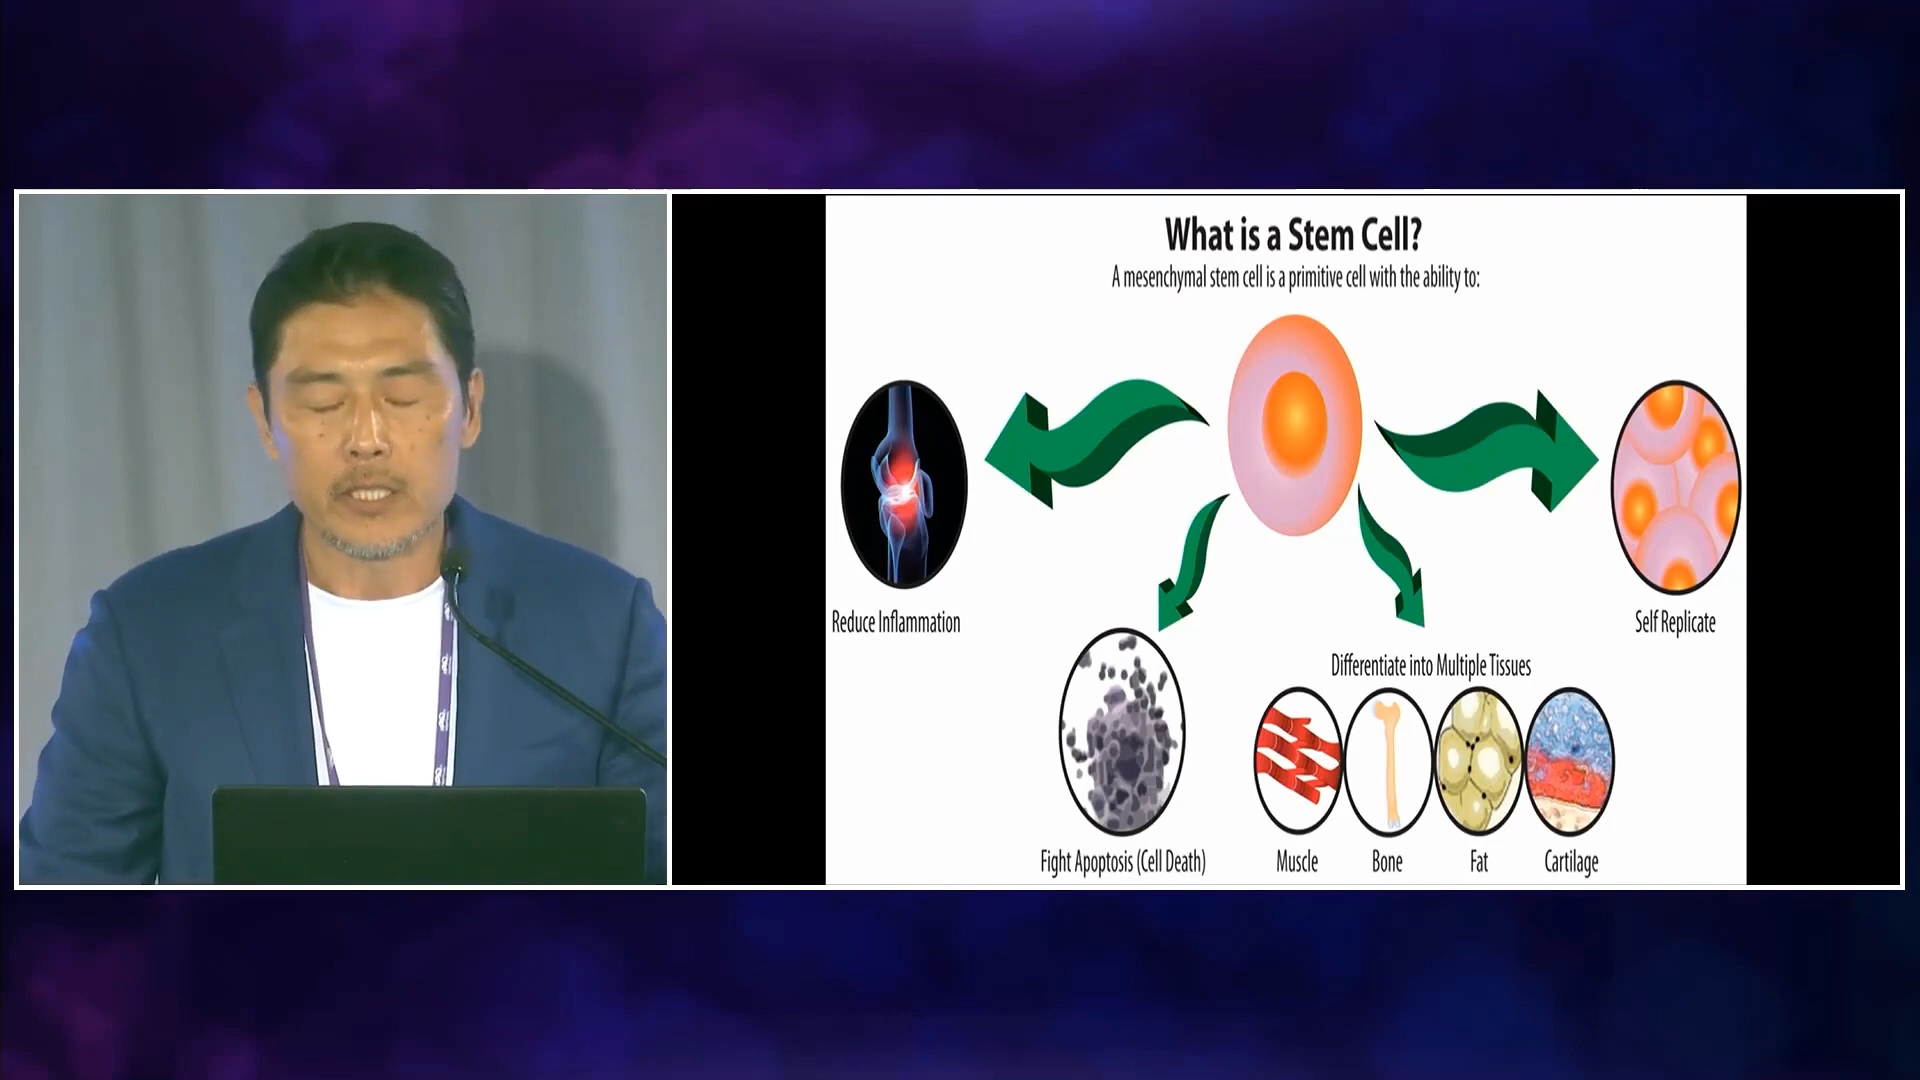 What is a Stem Cell?
A mesenchymal stem cell is a primitive cell with the ability to:
Reduce Inflammation
Self Replicate
Differentiate into Multiple Tissues
Fight Apoptosis (Cell Death)
Muscle
Bone
Fat
Cartilage